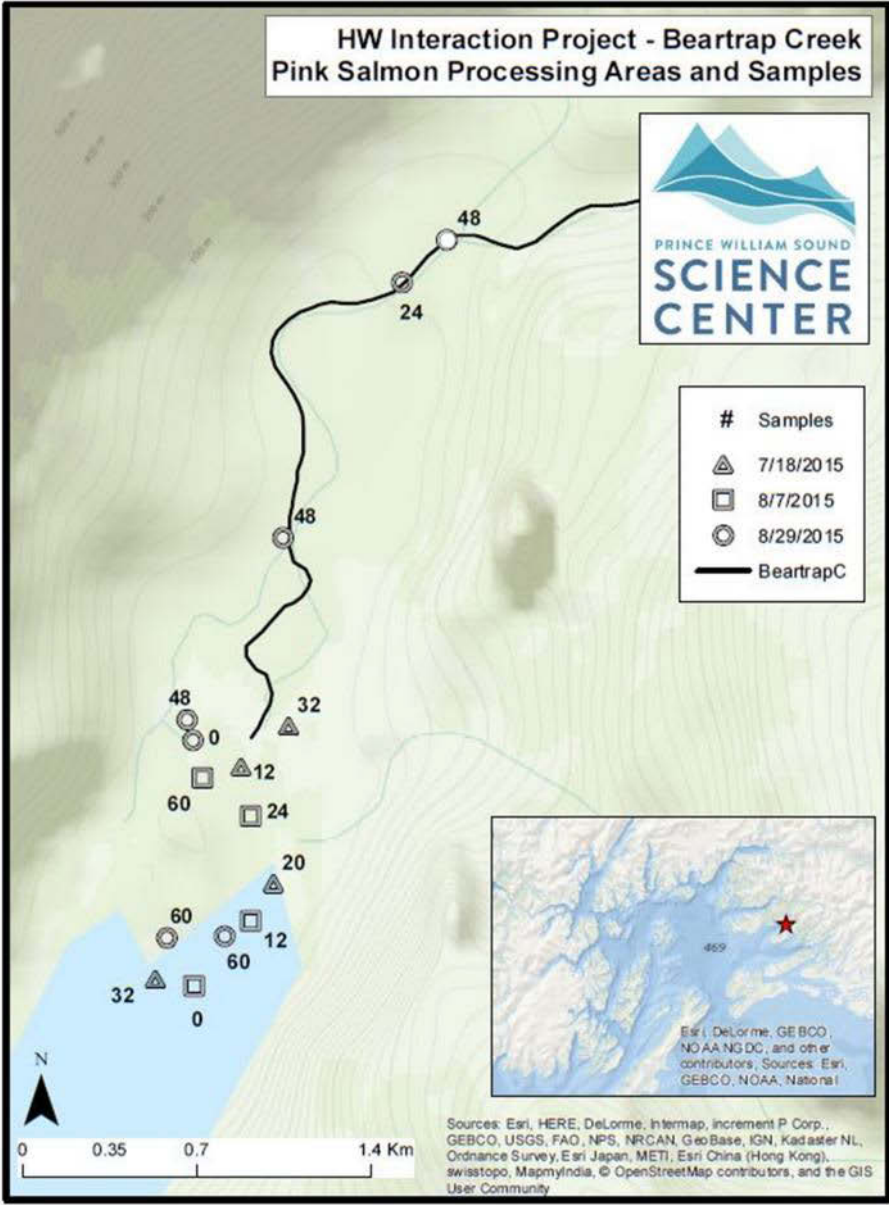 HW Interaction Project - Beartrap Creek
Pink Salmon Processing Areas and Samples
PRINCE WILLIAM SOUND
SCIENCE
CENTER
# Samples
7/18/2015
8/7/2015
8/29/2015
BeartrapC
100 m
48
24
48
48
32
0
12
60
24
20
60
12
60
32
0
469
Esri, DeLorme, GEBCO,
NOAA NGDC, and other
contributors, Sources: Esri,
GEBCO, NOAA, National
N
0 0.35 0.7 1.4 Km
Sources: Esri, HERE, DeLorme, Intermap, increment P Corp.,
GEBCO, USGS, FAO, NPS, NRCAN, GeoBase, IGN, Kadaster NL,
Ordnance Survey, Esri Japan, METI, Esri China (Hong Kong),
swisstopo, MapmyIndia, © OpenStreetMap contributors, and the GIS
User Community